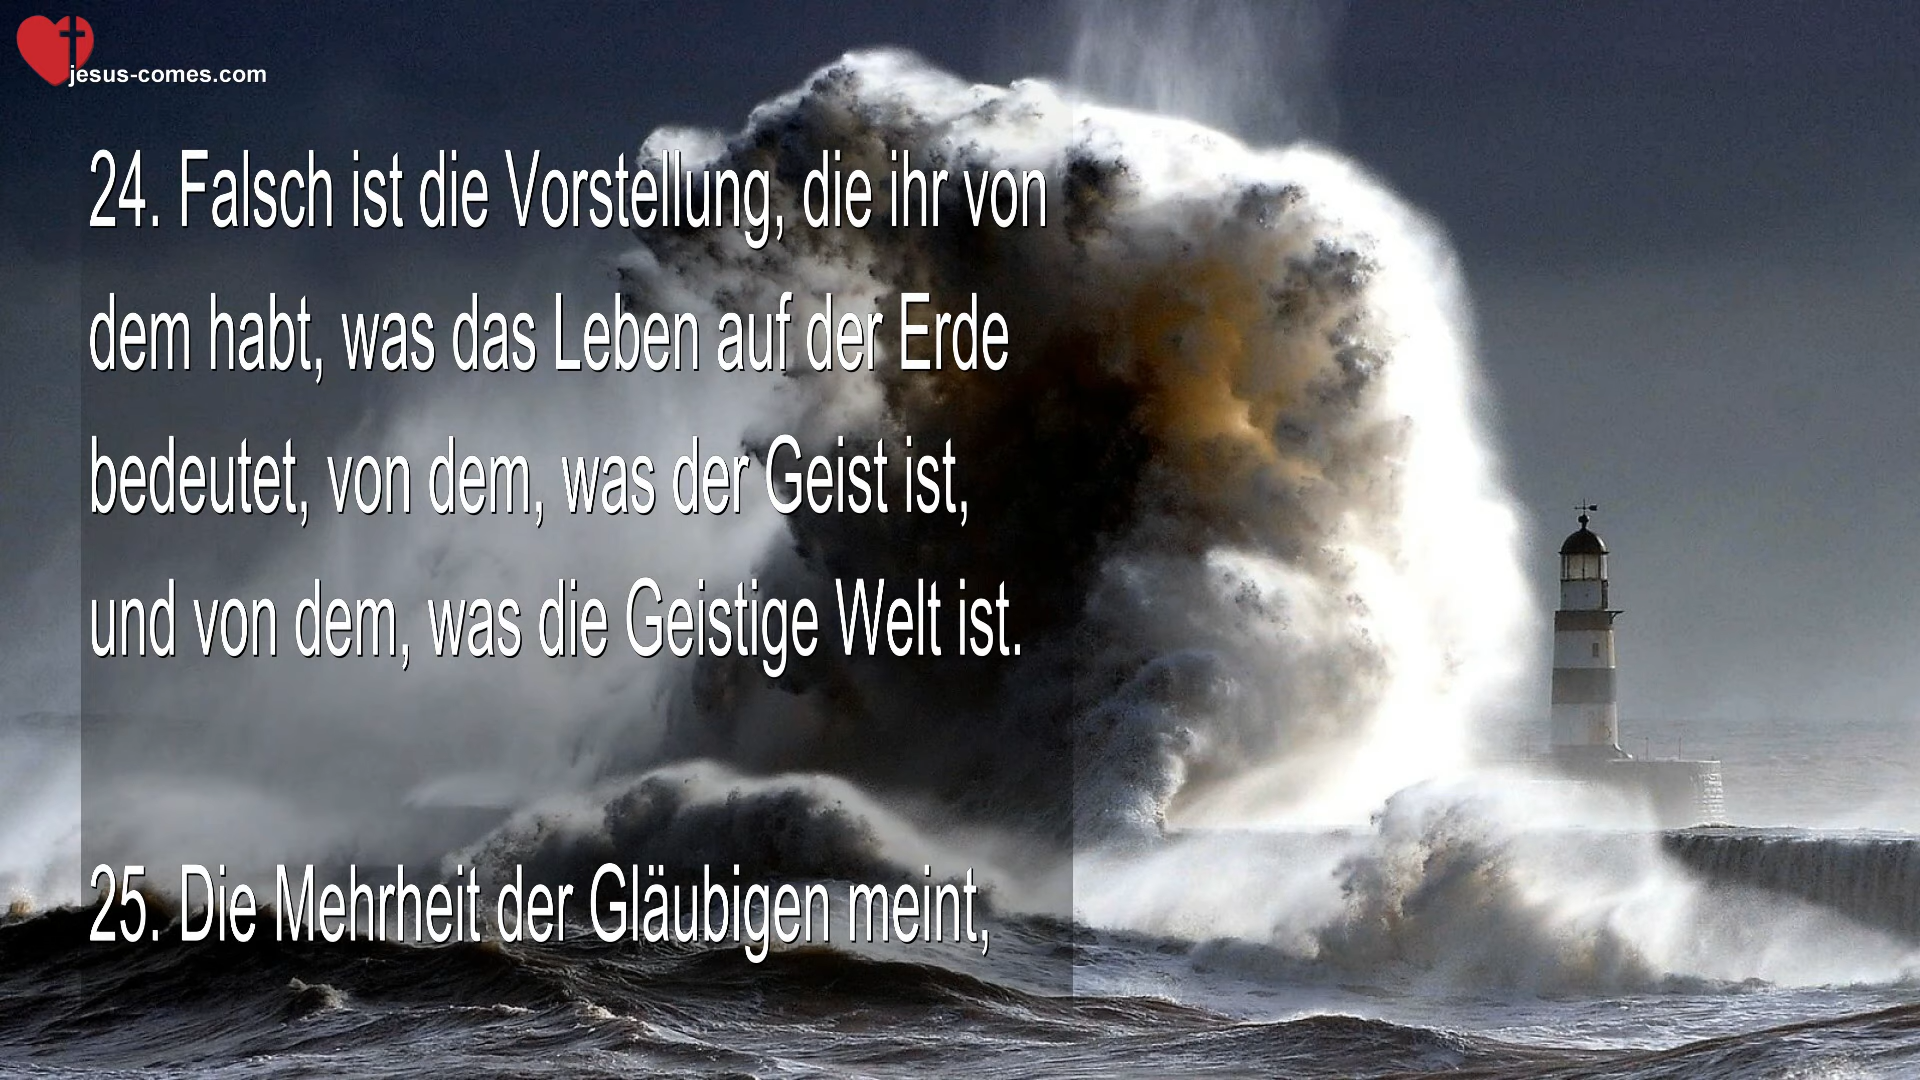 jesus-comes.com
24. Falsch ist die Vorstellung, die ihr von
dem habt, was das Leben auf der Erde
bedeutet, von dem, was der Geist ist,
und von dem, was die Geistige Welt ist.
25. Die Mehrheit der Gläubigen meint,